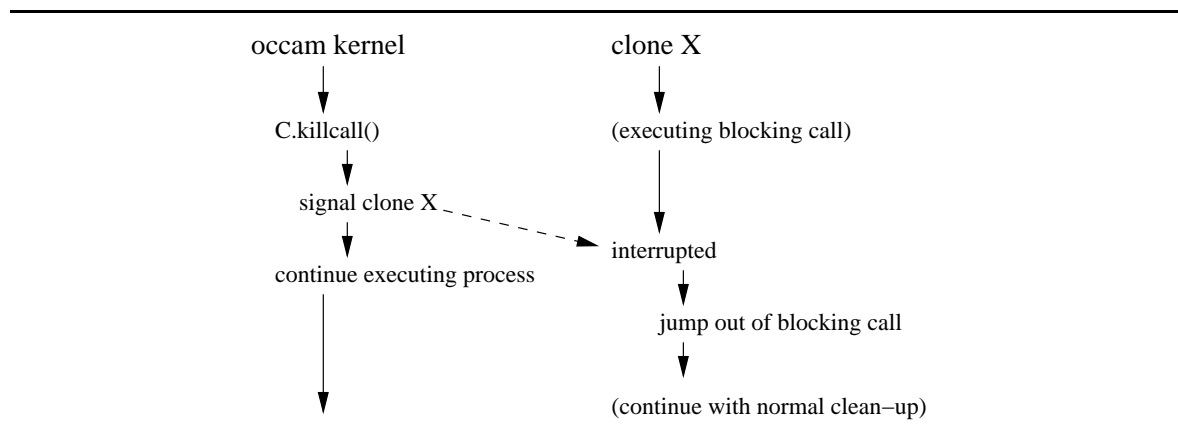 occam kernel
clone X
C.killcall()
(executing blocking call)
signal clone X
interrupted
continue executing process
jump out of blocking call
(continue with normal clean−up)